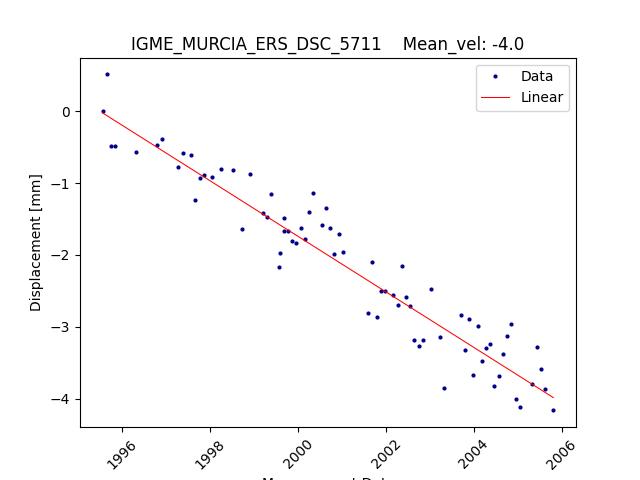 IGME_MURCIA_ERS_DSC_5711 Mean_vel: -4.0
Data
Linear
Displacement [mm]
0
−1
−2
−3
−4
1996
1998
2000
2002
2004
2006